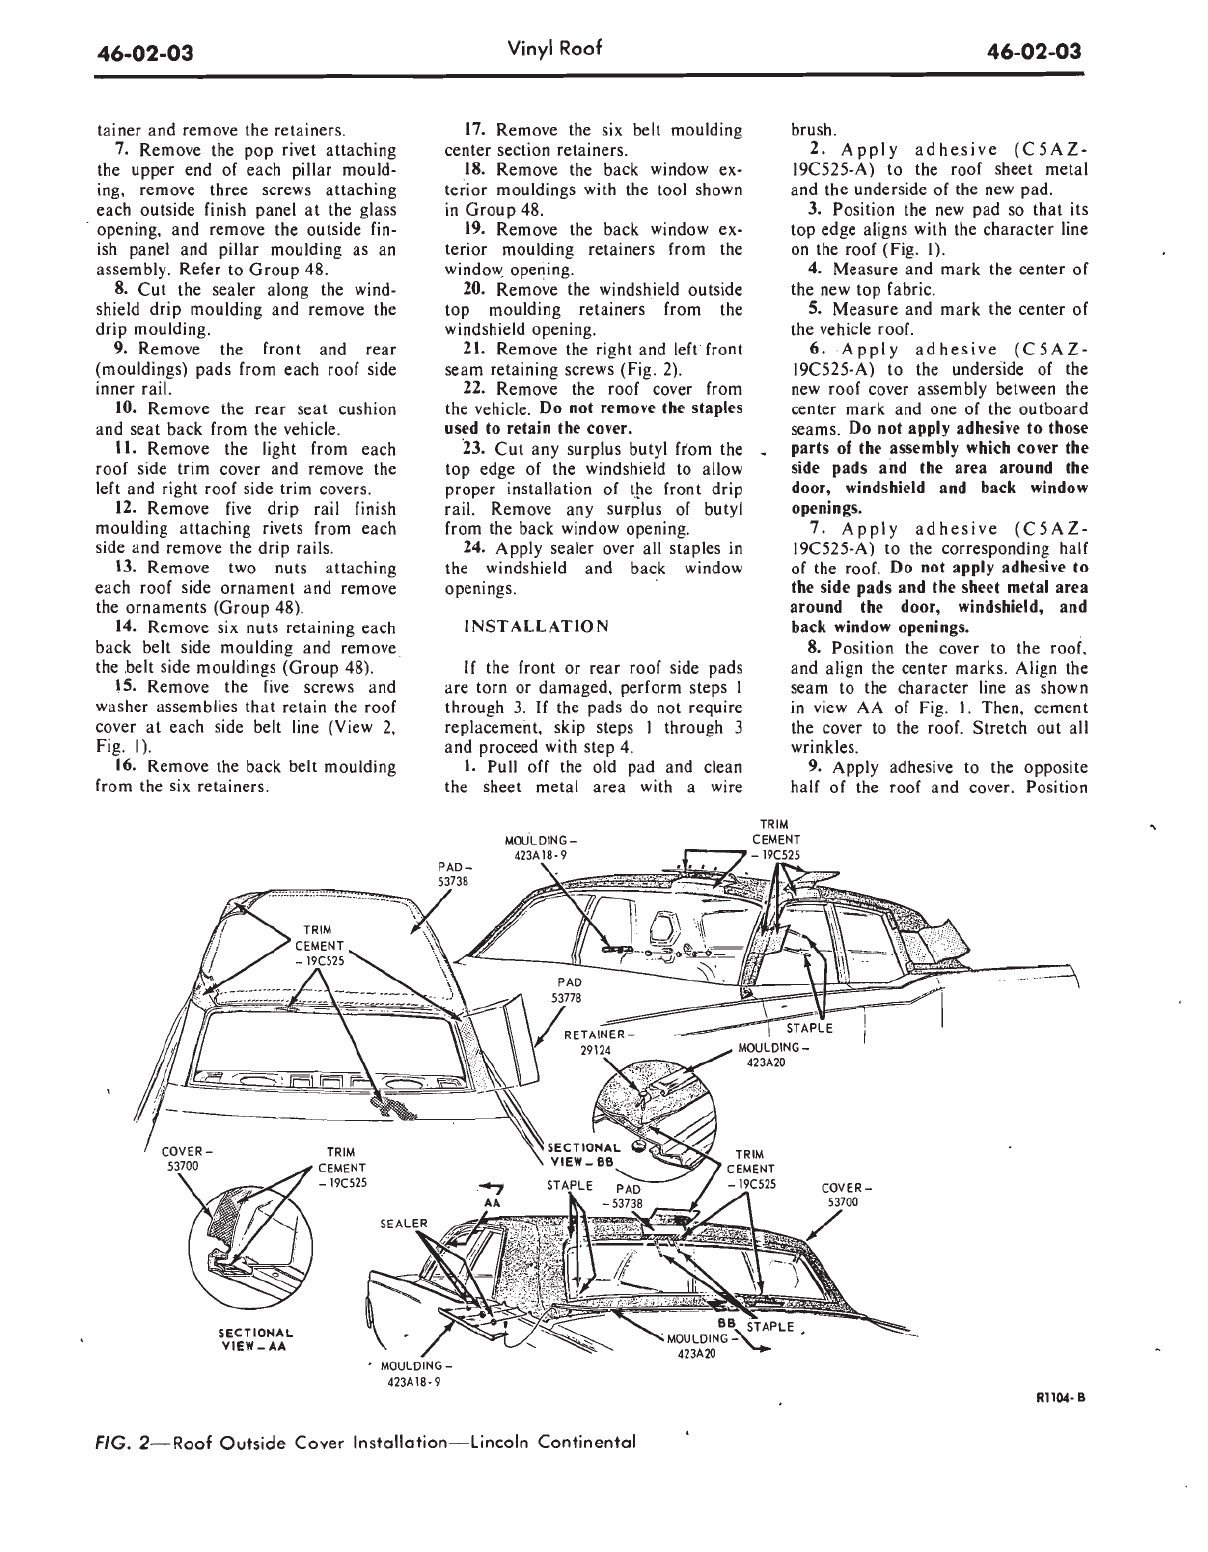 46-02-03
Vinyl Roof
46-02-03
tainer and remove the retainers.
7. Remove the pop rivet attaching
the upper end of each pillar mould-
ing, remove three screws attaching
each outside finish panel at the glass
opening, and remove the outside fin-
ish panel and pillar moulding as an
assembly. Refer to Group 48.
8. Cut the sealer along the wind-
shield drip moulding and remove the
drip moulding.
9. Remove the front and rear
(mouldings) pads from each roof side
inner rail.
10. Remove the rear seat cushion
and seat back from the vehicle.
11. Remove the light from each
roof side trim cover and remove the
left and right roof side trim covers.
12. Remove five drip rail finish
moulding attaching rivets from each
side and remove the drip rails.
13. Remove two nuts attaching
each roof side ornament and remove
the ornaments (Group 48).
14. Remove six nuts retaining each
back belt side moulding and remove
the belt side mouldings (Group 48).
15. Remove the five screws and
washer assemblies that retain the roof
cover at each side belt line (View 2,
Fig. 1).
16. Remove the back belt moulding
from the six retainers.
17. Remove the six belt moulding
center section retainers.
18. Remove the back window ex-
terior mouldings with the tool shown
in Group 48.
19. Remove the back window ex-
terior moulding retainers from the
window opening.
20. Remove the windshield outside
top moulding retainers from the
windshield opening.
21. Remove the right and left front
seam retaining screws (Fig. 2).
22. Remove the roof cover from
the vehicle. Do not remove the staples
used to retain the cover.
23. Cut any surplus butyl from the
top edge of the windshield to allow
proper installation of the front drip
rail. Remove any surplus of butyl
from the back window opening.
24. Apply sealer over all staples in
the windshield and back window
openings.
INSTALLATION
If the front or rear roof side pads
are torn or damaged, perform steps 1
through 3. If the pads do not require
replacement, skip steps 1 through 3
and proceed with step 4.
1. Pull off the old pad and clean
the sheet metal area with a wire
brush.
2. Apply adhesive (C5AZ-
19C525-A) to the roof sheet metal
and the underside of the new pad.
3. Position the new pad so that its
top edge aligns with the character line
on the roof (Fig. 1).
4. Measure and mark the center of
the new top fabric.
5. Measure and mark the center of
the vehicle roof.
6. Apply adhesive (C5AZ-
19C525-A) to the underside of the
new roof cover assembly between the
center mark and one of the outboard
seams. Do not apply adhesive to those
parts of the assembly which cover the
side pads and the area around the
door, windshield and back window
openings.
7. Apply adhesive (C5AZ-
19C525-A) to the corresponding half
of the roof. Do not apply adhesive to
the side pads and the sheet metal area
around the door, windshield, and
back window openings.
8. Position the cover to the roof,
and align the center marks. Align the
seam to the character line as shown
in view AA of Fig. 1. Then, cement
the cover to the roof. Stretch out all
wrinkles.
9. Apply adhesive to the opposite
half of the roof and cover. Position
TRIM
CEMENT
- 19C525
MOULDING -
423A18-9
PAD -
53738
TRIM
CEMENT
- 19C525
PAD
53778
RETAINER -
29124
STAPLE
MOULDING -
423A20
COVER -
53700
TRIM
CEMENT
- 19C525
SECTIONAL
VIEW - BB
TRIM
CEMENT
- 19C525
STAPLE
PAD
- 53738
COVER -
53700
AA
SEALER
SECTIONAL
VIEW - AA
BB
STAPLE
MOULDING -
423A20
MOULDING -
423A18-9
R1104-B
FIG. 2—Roof Outside Cover Installation—Lincoln Continental